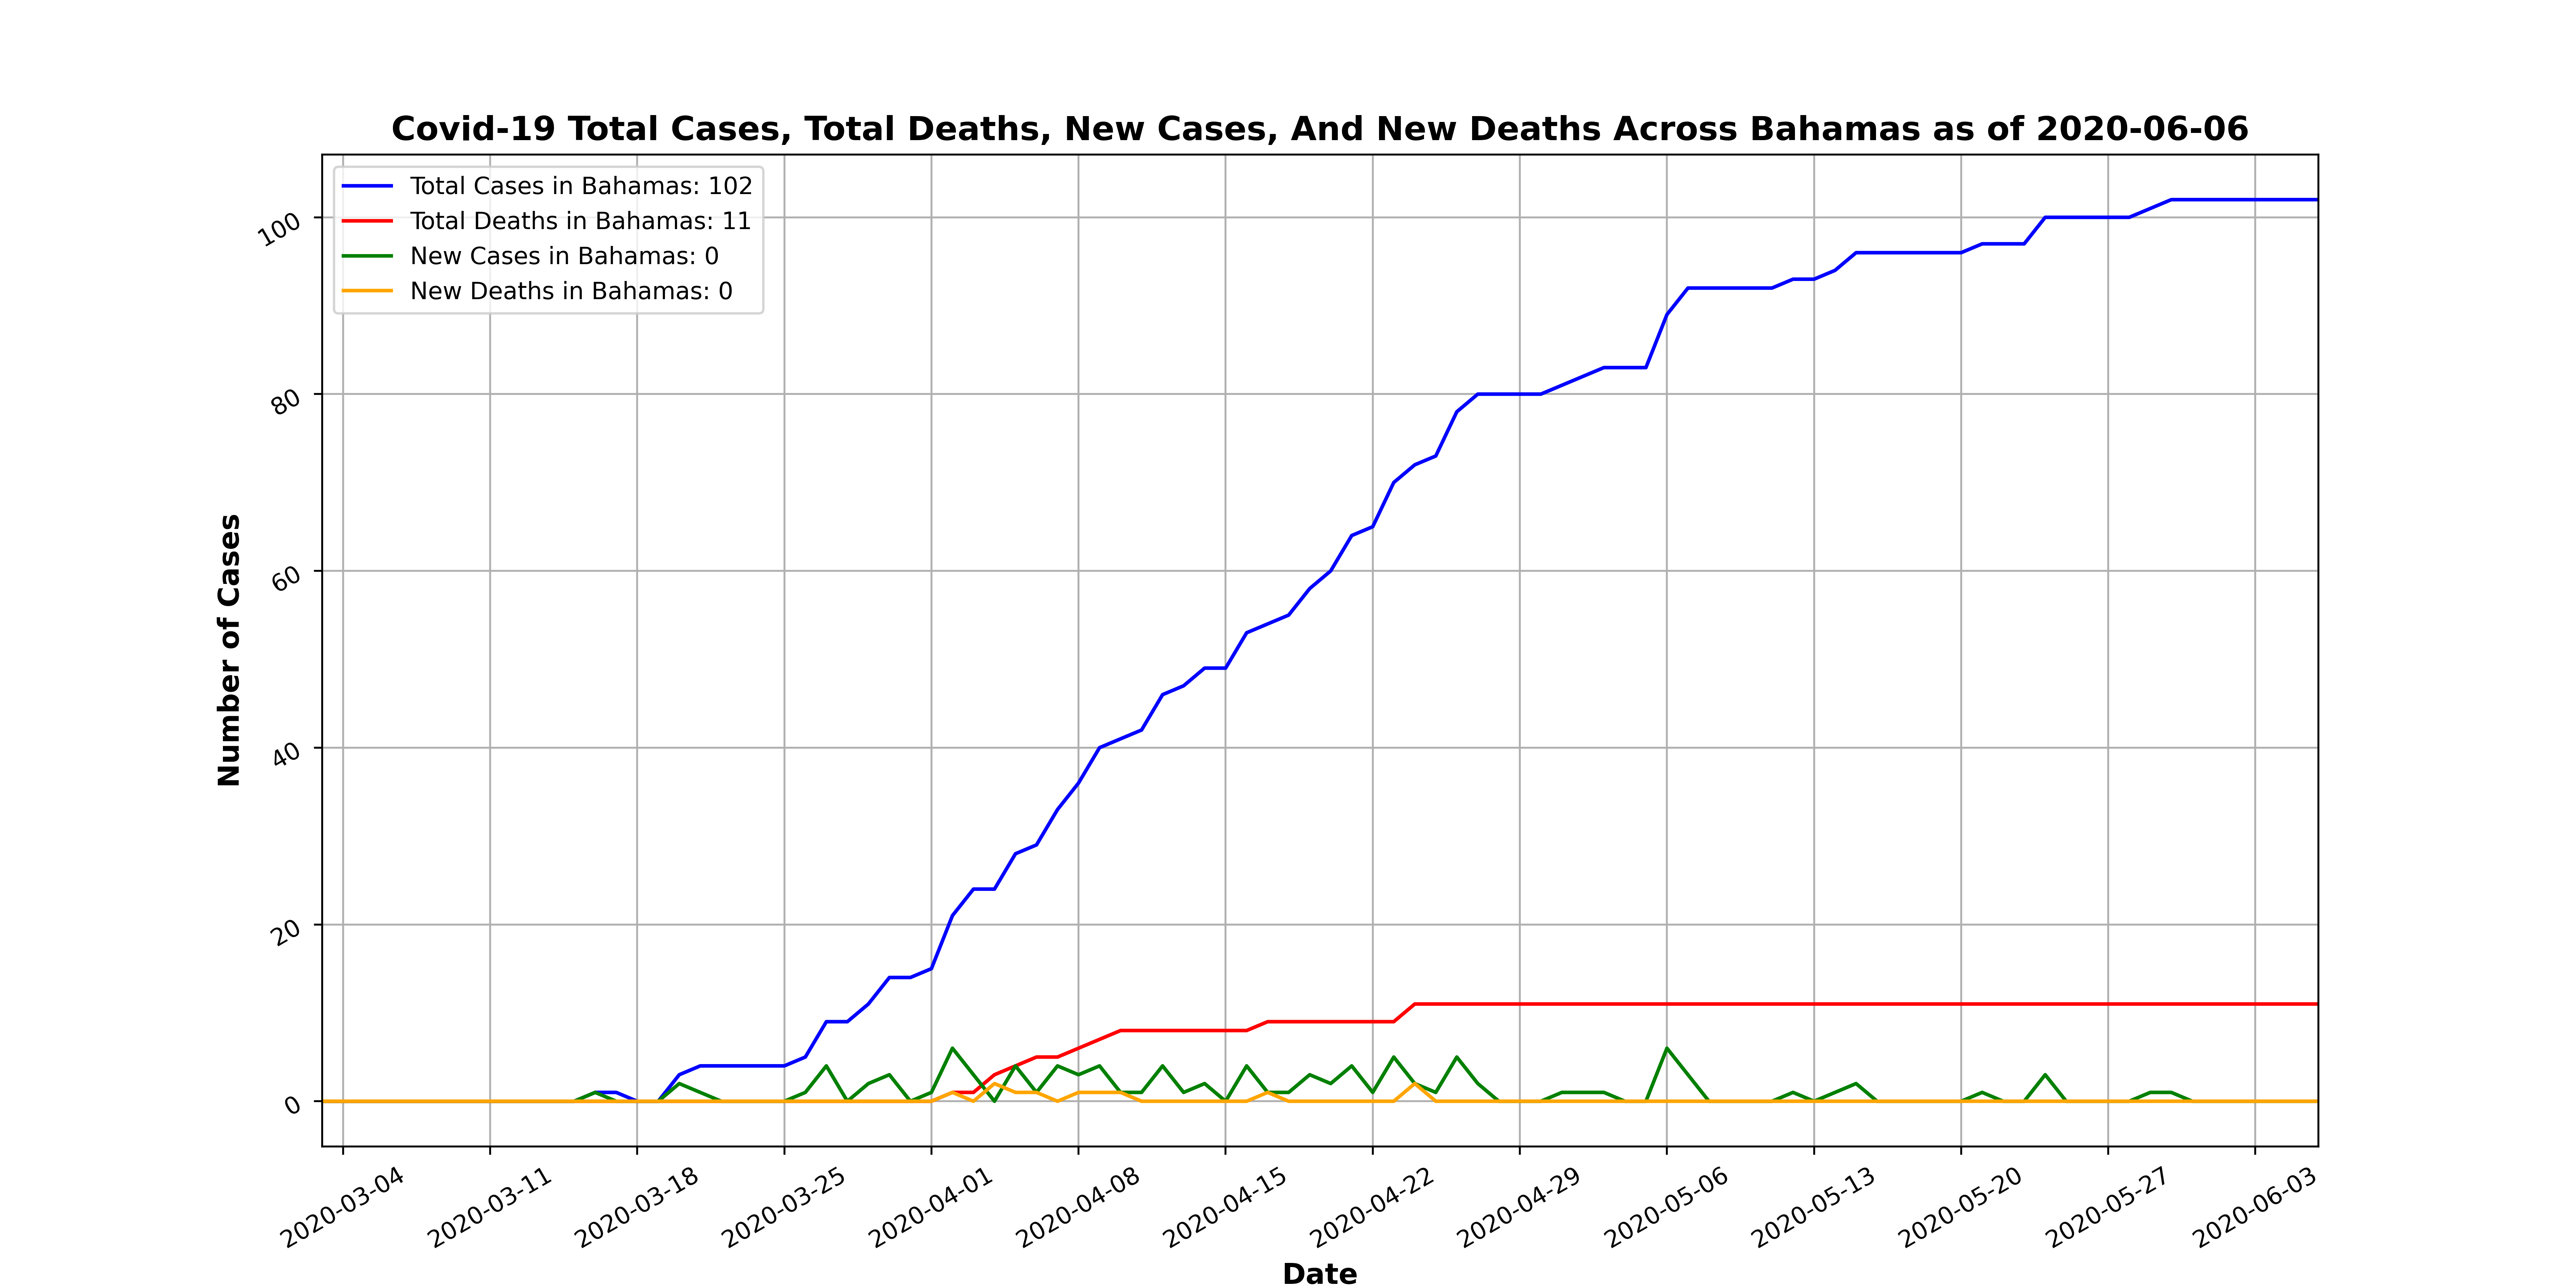 Covid-19 Total Cases, Total Deaths, New Cases, And New Deaths Across Bahamas as of 2020-06-06
Total Cases in Bahamas: 102
Total Deaths in Bahamas: 11
New Cases in Bahamas: 0
New Deaths in Bahamas: 0
Number of Cases
100
80
60
40
20
0
2020-03-04
2020-03-11
2020-03-18
2020-03-25
2020-04-01
2020-04-08
2020-04-15
2020-04-22
2020-04-29
2020-05-06
2020-05-13
2020-05-20
2020-05-27
2020-06-03
Date